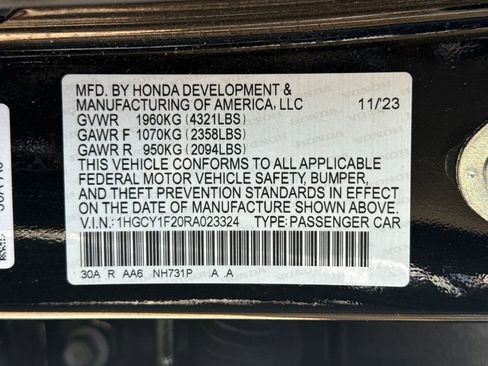 MFD. BY HONDA DEVELOPMENT &
MANUFACTURING OF AMERICA, LLC 11/23
GVWR 1960KG (4321LBS)
GAWR F 1070KG (2358LBS)
GAWR R 950KG (2094LBS)
THIS VEHICLE CONFORMS TO ALL APPLICABLE
FEDERAL MOTOR VEHICLE SAFETY, BUMPER,
AND THEFT PREVENTION STANDARDS IN EFFECT
ON THE DATE OF MANUFACTURE SHOWN ABOVE.
V.I.N.:1HGCY1F20RA023324 TYPE:PASSENGER CAR
30A R AA6 NH731P A .A